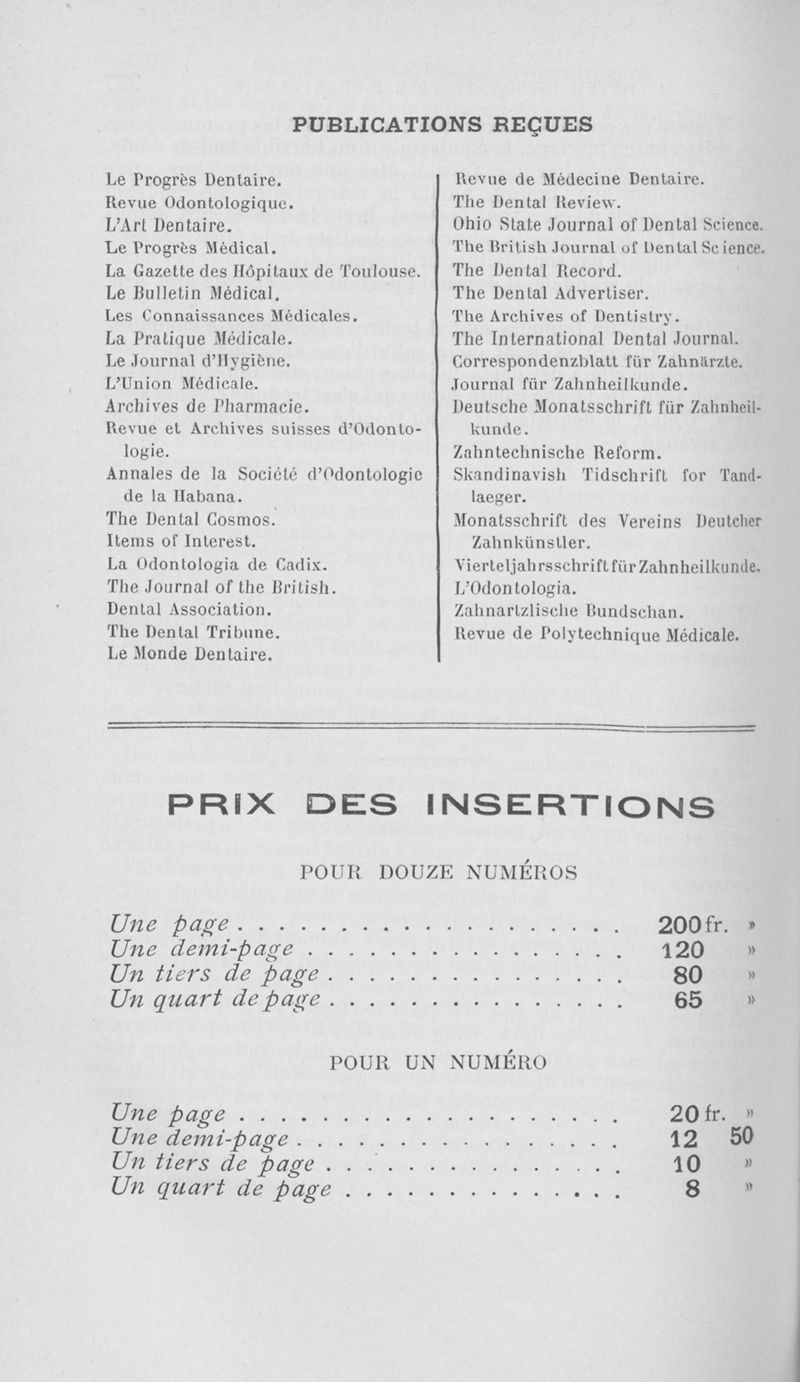 PUBLICATIONS REÇUES
Le Progrès Dentaire.
Revue Odontologique.
L'Art Dentaire.
Le Progrès Médical.
La Gazette des Hôpitaux de Toulouse.
Le Bulletin Médical.
Les Connaissances Médicales.
La Pratique Médicale.
Le Journal d'Hygiène.
L'Union Médicale.
Archives de Pharmacie.
Revue et Archives suisses d'Odonto-
logie.
Annales de la Société d'Odontologie
de la Habana.
The Dental Cosmos.
Items of Interest.
La Odontologia de Cadix.
The Journal of the British.
Dental Association.
The Dental Tribune.
Le Monde Dentaire.
Revue de Médecine Dentaire.
The Dental Review.
Ohio State Journal of Dental Science.
The British Journal of Dental Science.
The Dental Record.
The Dental Advertiser.
The Archives of Dentistry.
The International Dental Journal.
Correspondenzblatt für Zahnärzte.
Journal für Zahnheilkunde.
Deutsche Monatsschrift für Zahnheil-
kunde.
Zahntechnische Reform.
Skandinavish Tidschrift for Tand-
laeger.
Monatsschrift des Vereins Deutcher
Zahnkünstler.
Vierteljahrsschrift für Zahnheilkunde.
L'Odontologia.
Zahnartzlische Bundschan.
Revue de Polytechnique Médicale.
PRIX DES INSERTIONS
POUR DOUZE NUMÉROS
Une page . . . . . . . . . . . . . . . . . . . 200 fr. »
Une demi-page . . . . . . . . . . . . . . . . 120 »
Un tiers de page . . . . . . . . . . . . . . . 80 »
Un quart de page . . . . . . . . . . . . . . . 65 »
POUR UN NUMÉRO
Une page . . . . . . . . . . . . . . . . . . . 20 fr. »
Une demi-page . . . . . . . . . . . . . . . . 12 50
Un tiers de page . . . . . . . . . . . . . . . 10 »
Un quart de page . . . . . . . . . . . . . . 8 »